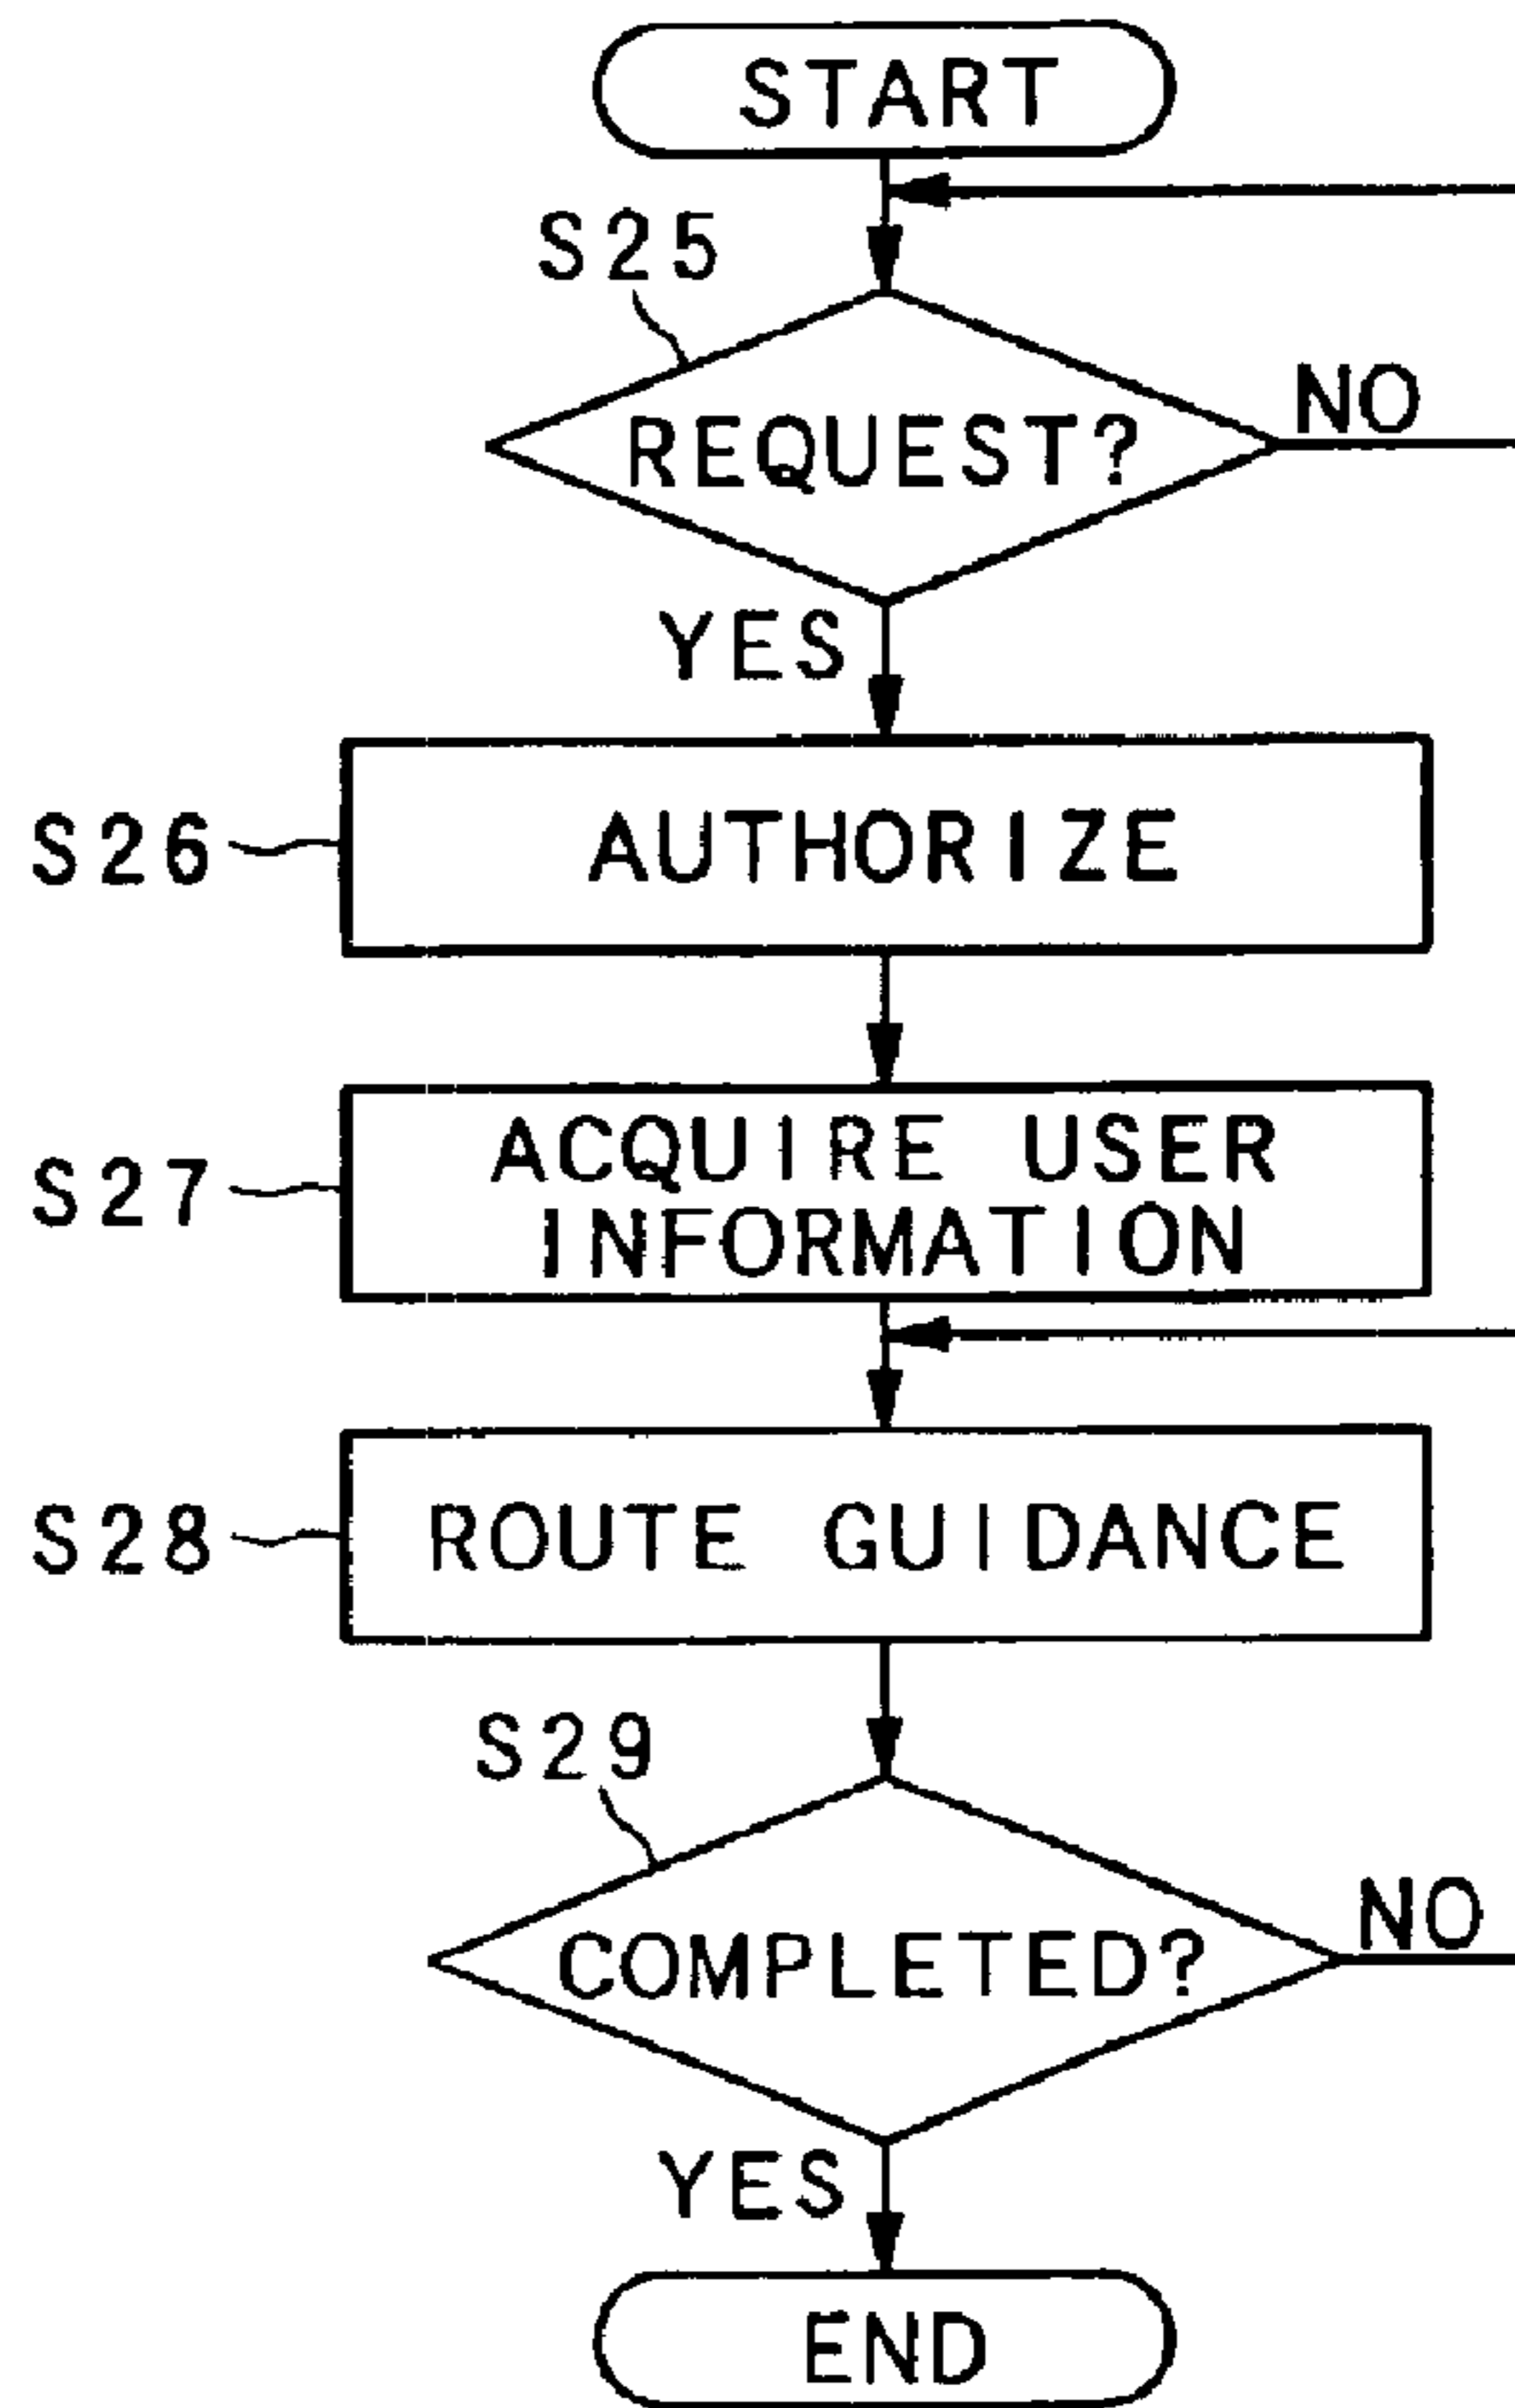 START
S25
REQUEST?
NO
YES
S26
AUTHORIZE
S27
ACQUIRE USER
INFORMATION
S28
ROUTE GUIDANCE
S29
COMPLETED?
NO
YES
END